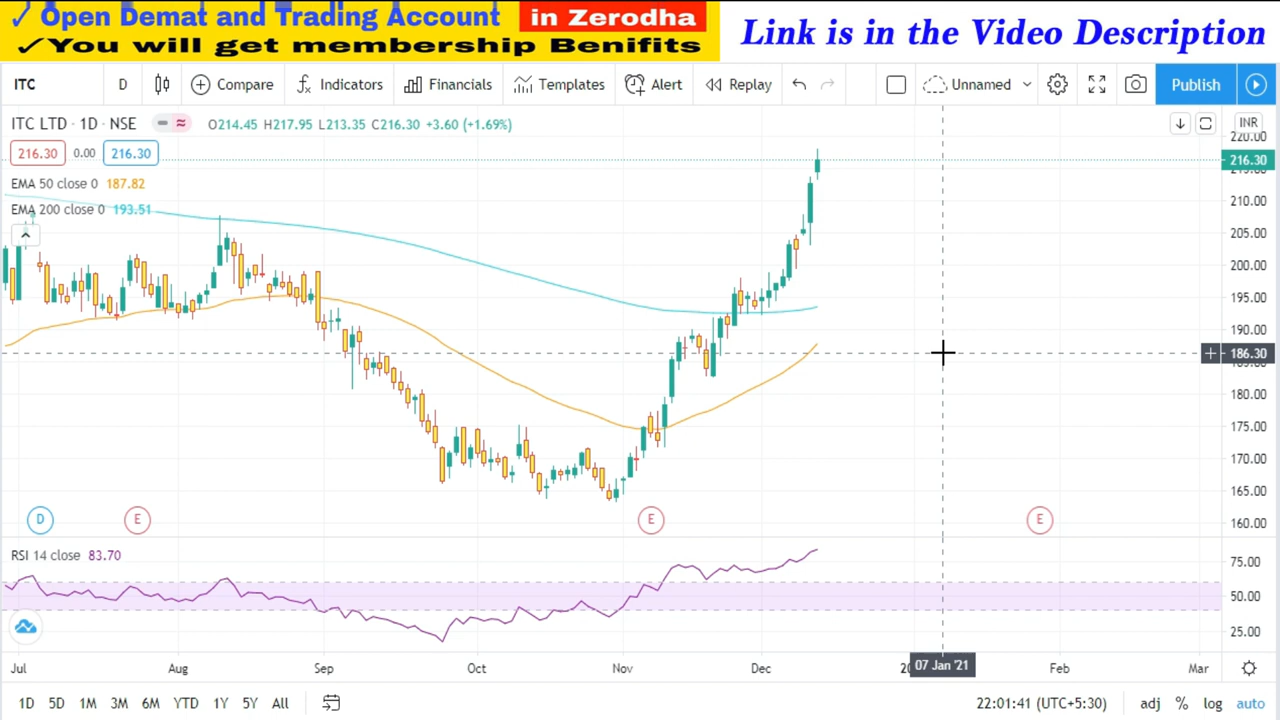 ✓ Open Demat and Trading Account in Zerodha
✓You will get membership Benifits
Link is in the Video Description
ITC D Compare Indicators Financials Templates Alert Replay Unnamed Publish
ITC LTD · 1D · NSE O214.45 H217.95 L213.35 C216.30 +3.60 (+1.69%) INR
216.30 0.00 216.30
EMA 50 close 0 187.82
EMA 200 close 0 193.51
220.00
216.30
210.00
205.00
200.00
195.00
190.00
186.30
180.00
175.00
170.00
165.00
160.00
D E E E
RSI 14 close 83.70
75.00
50.00
25.00
Jul Aug Sep Oct Nov Dec 07 Jan '21 Feb Mar
1D 5D 1M 3M 6M YTD 1Y 5Y All 22:01:41 (UTC+5:30) adj % log auto